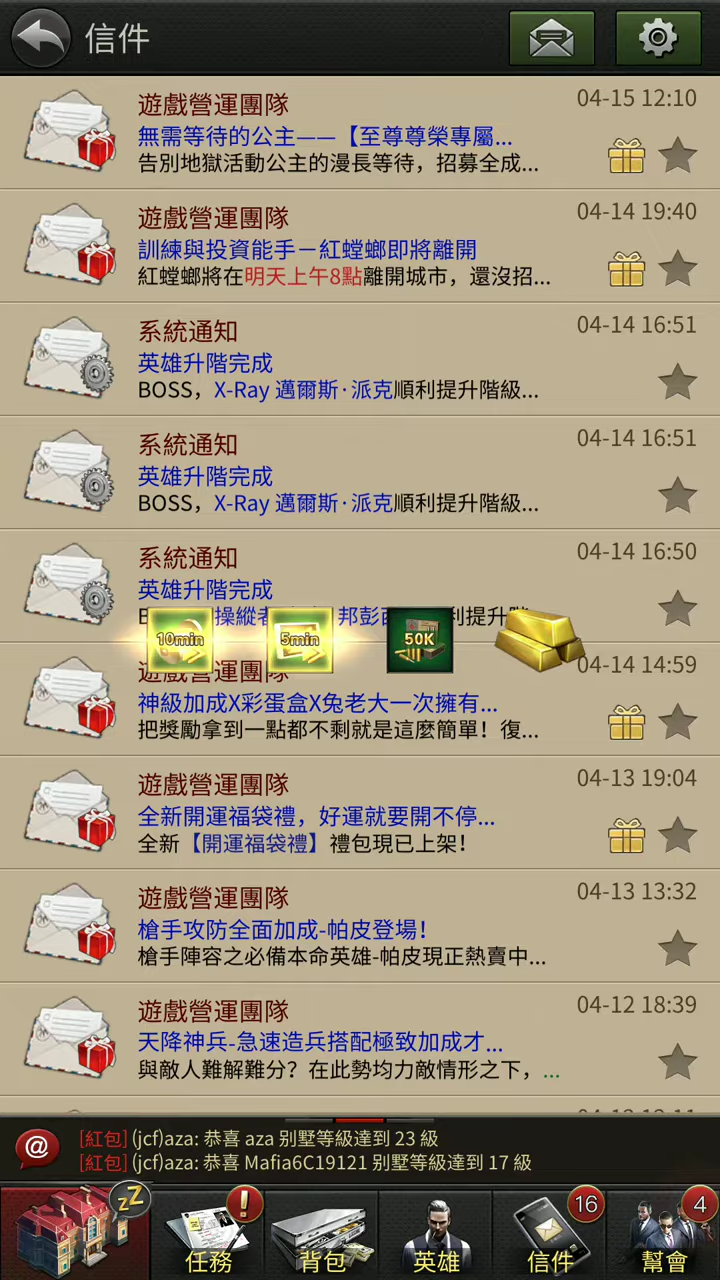 信件
遊戲營運團隊
04-15 12:10
無需等待的公主——【至尊尊榮專屬...
告別地獄活動公主的漫長等待，招募全成...
遊戲營運團隊
04-14 19:40
訓練與投資能手－紅螳螂即將離開
紅螳螂將在明天上午8點離開城市，還沒招...
系統通知
04-14 16:51
英雄升階完成
BOSS，X-Ray 邁爾斯·派克順利提升階級...
系統通知
04-14 16:51
英雄升階完成
BOSS，X-Ray 邁爾斯·派克順利提升階級...
系統通知
04-14 16:50
英雄升階完成
操縱者 邦彭 利提升階
10min
5min
50K
遊戲營運團隊
04-14 14:59
神級加成X彩蛋盒X兔老大一次擁有...
把獎勵拿到一點都不剩就是這麼簡單！復...
遊戲營運團隊
04-13 19:04
全新開運福袋禮，好運就要開不停...
全新【開運福袋禮】禮包現已上架！
遊戲營運團隊
04-13 13:32
槍手攻防全面加成-帕皮登場！
槍手陣容之必備本命英雄-帕皮現正熱賣中...
遊戲營運團隊
04-12 18:39
天降神兵-急速造兵搭配極致加成才...
與敵人難解難分？在此勢均力敵情形之下，...
@
[紅包](jcf)aza: 恭喜 aza 别墅等級達到 23 級
[紅包](jcf)aza: 恭喜 Mafia6C19121 别墅等級達到 17 級
zZ
!
16
4
任務
背包
英雄
信件
幫會